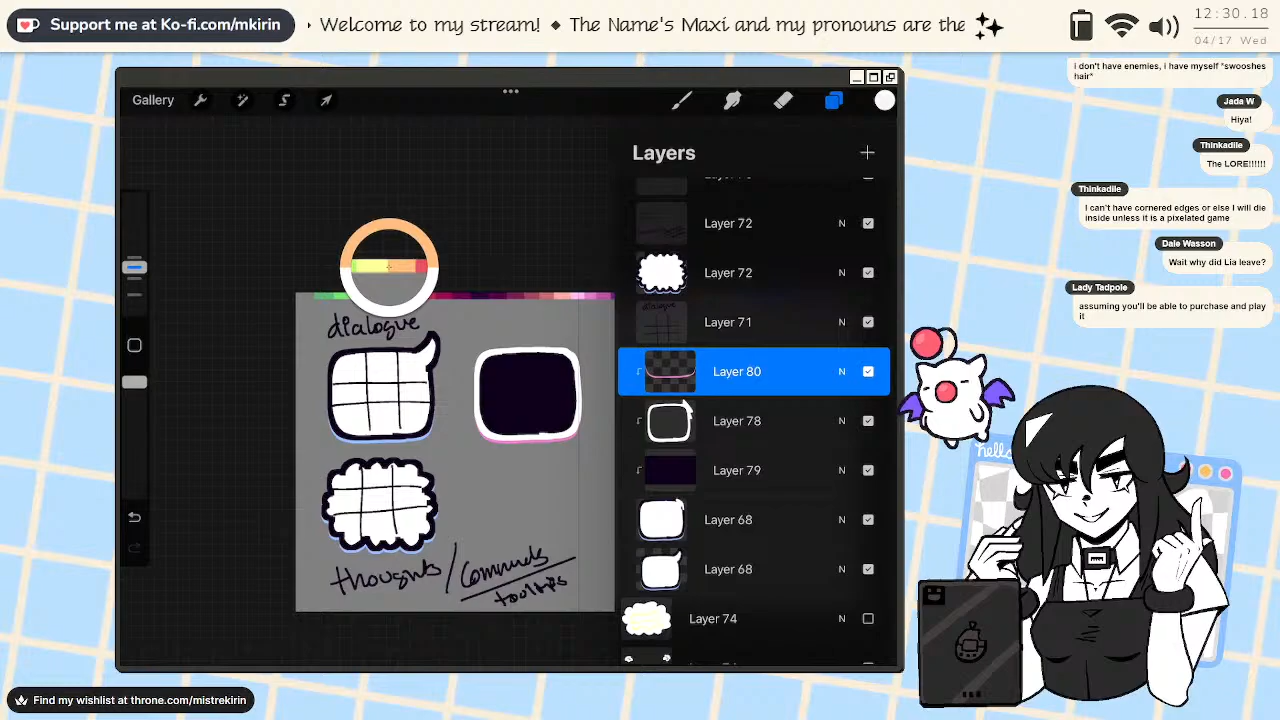 Support me at Ko-fi.com/mkirin
Welcome to my stream! ◆ The Name's Maxi and my pronouns are the
12:30.18
04/17 Wed
i don't have enemies, i have myself *swooshes hair*
Jada W
Hiya!
Thinkadile
The LORE!!!!!!
Thinkadile
I can't have cornered edges or else I will die
inside unless it is a pixelated game
Dale Wasson
Wait why did Lia leave?
Lady Tadpole
assuming you'll be able to purchase and play
it
Gallery
Layers
Layer 72 N
Layer 72 N
Layer 71 N
Layer 80 N
Layer 78 N
Layer 79 N
Layer 68 N
Layer 68 N
Layer 74 N
dialogue
thoughts / Commands
tooltips
hello
Find my wishlist at throne.com/mistrekirin